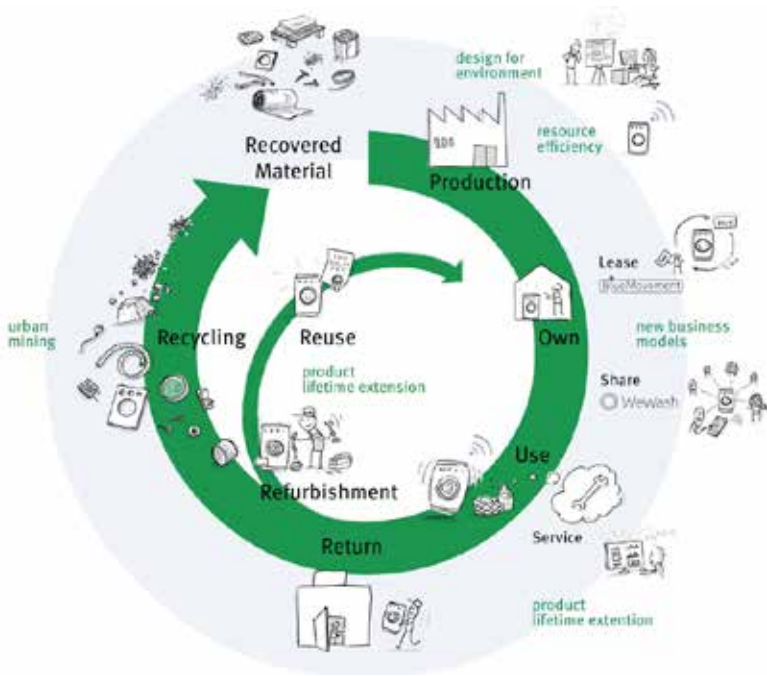 design for
environment
resource
efficiency
Recovered
Material
Production
Lease
BlueMovement
Own
new business
models
Share
WeWash
urban
mining
Recycling
Reuse
product
lifetime extension
Use
Refurbishment
Service
Return
product
lifetime extention